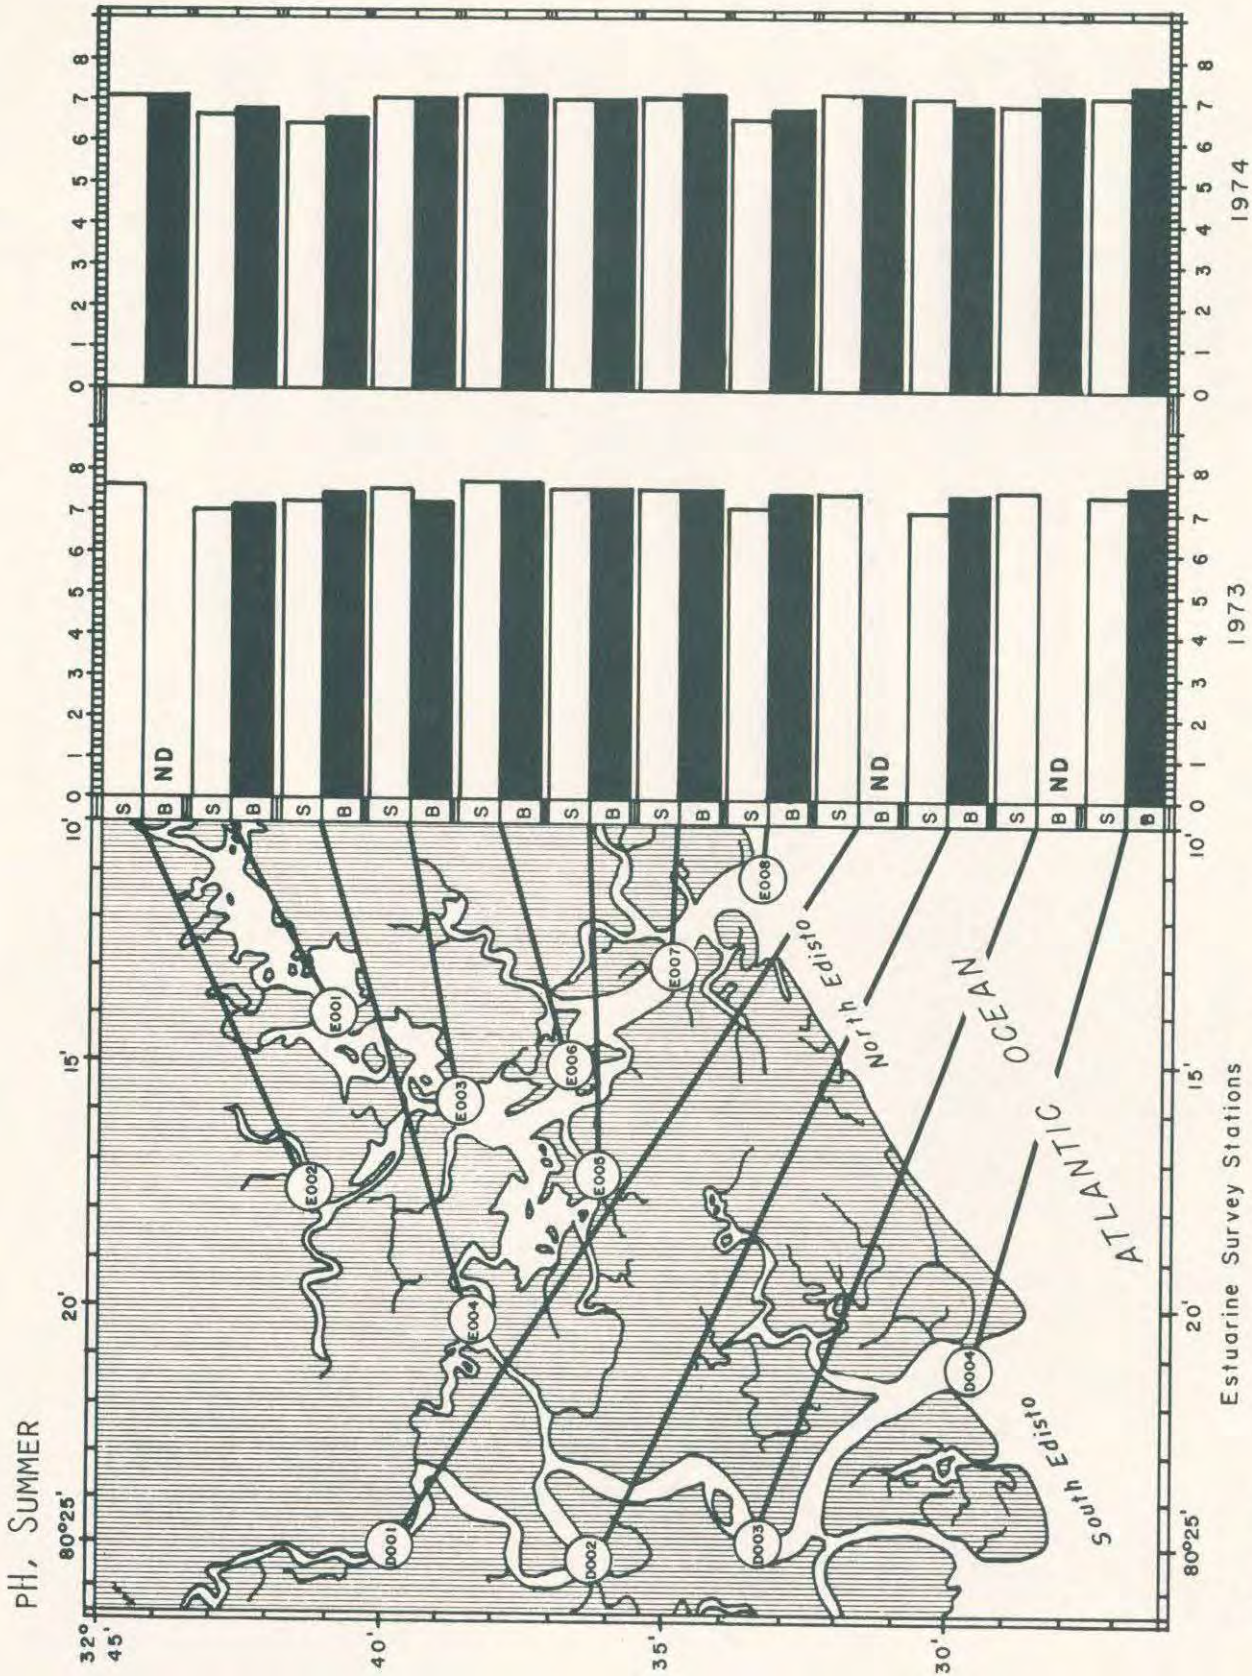 PH, SUMMER
32° 45' 40' 35' 30'
80°25' 20' 15' 10'
80°25' 20' 15' 10'
E001
E002
E003
E004
E005
E006
E007
E008
D001
D002
D003
D004
North Edisto
South Edisto
ATLANTIC OCEAN
S B S B S B S B S B S B S B S B S B S B S B S B
ND
ND
ND
0 1 2 3 4 5 6 7 8
0 1 2 3 4 5 6 7 8
0 1 2 3 4 5 6 7 8
0 1 2 3 4 5 6 7 8
Estuarine Survey Stations
1973
1974